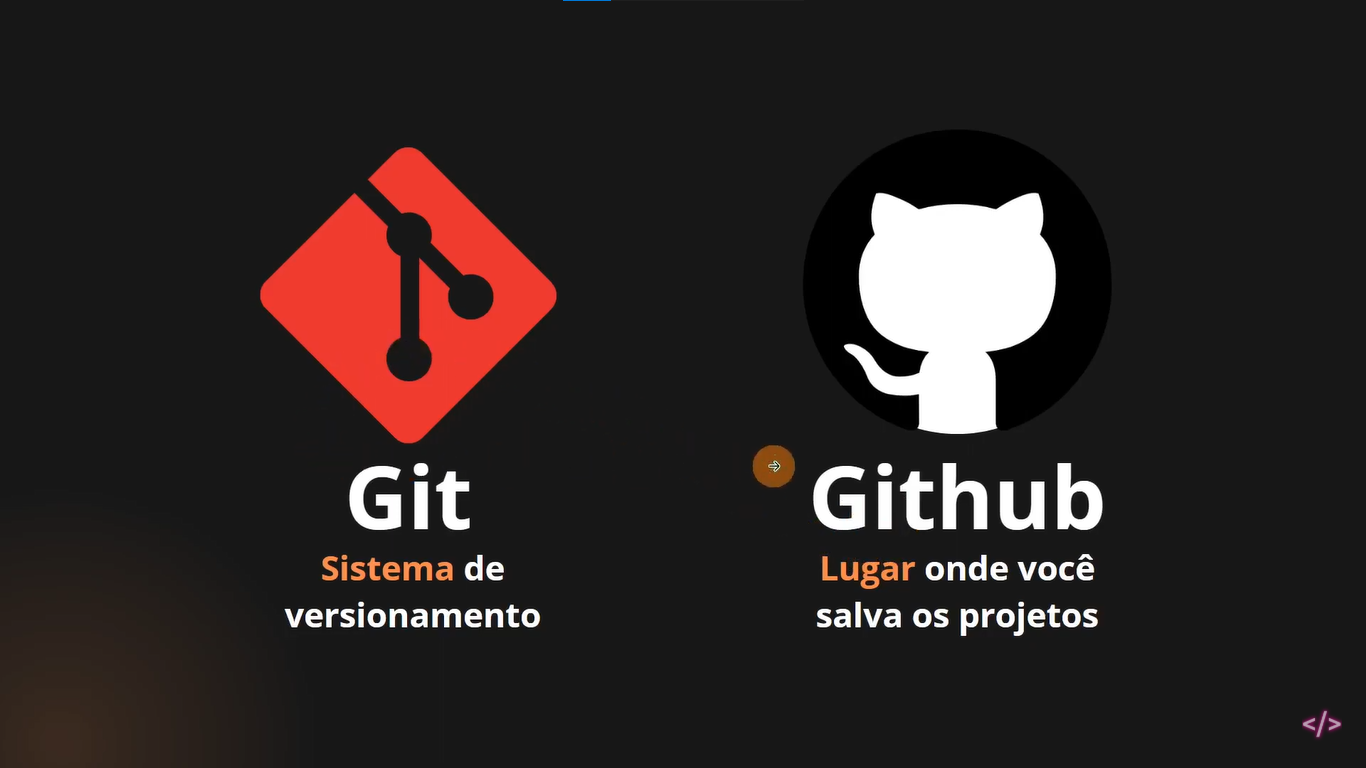 Git
Sistema de
versionamento
Github
Lugar onde você
salva os projetos
</>